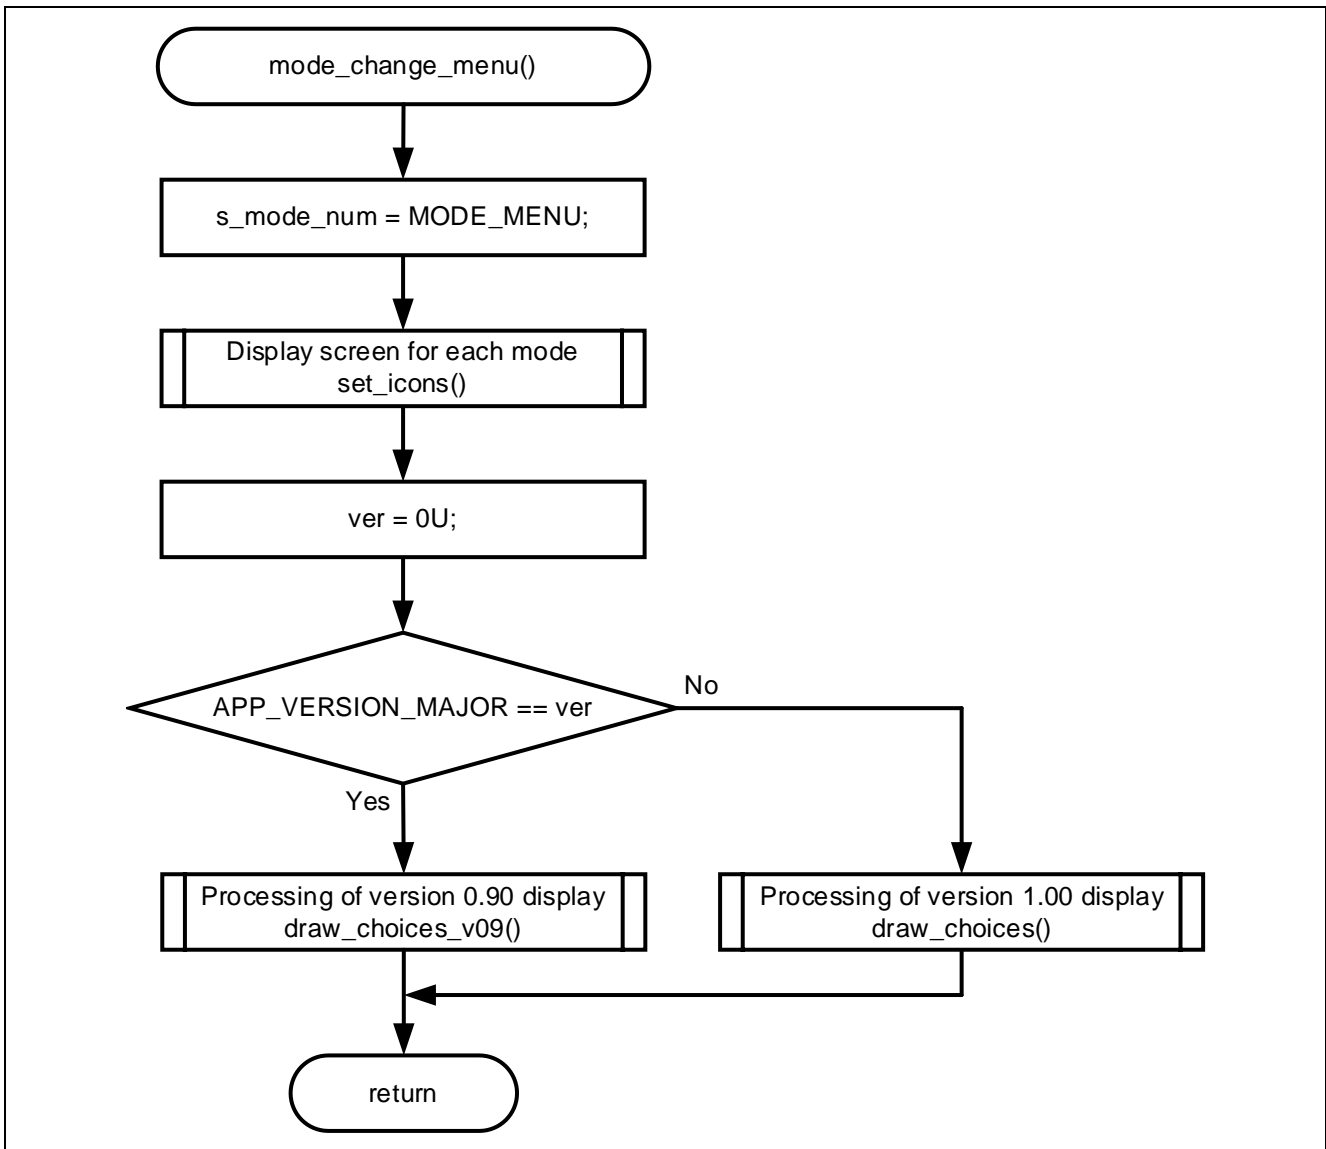 mode_change_menu()
s_mode_num = MODE_MENU;
Display screen for each mode
set_icons()
ver = 0U;
APP_VERSION_MAJOR == ver
No
Yes
Processing of version 0.90 display
draw_choices_v09()
Processing of version 1.00 display
draw_choices()
return